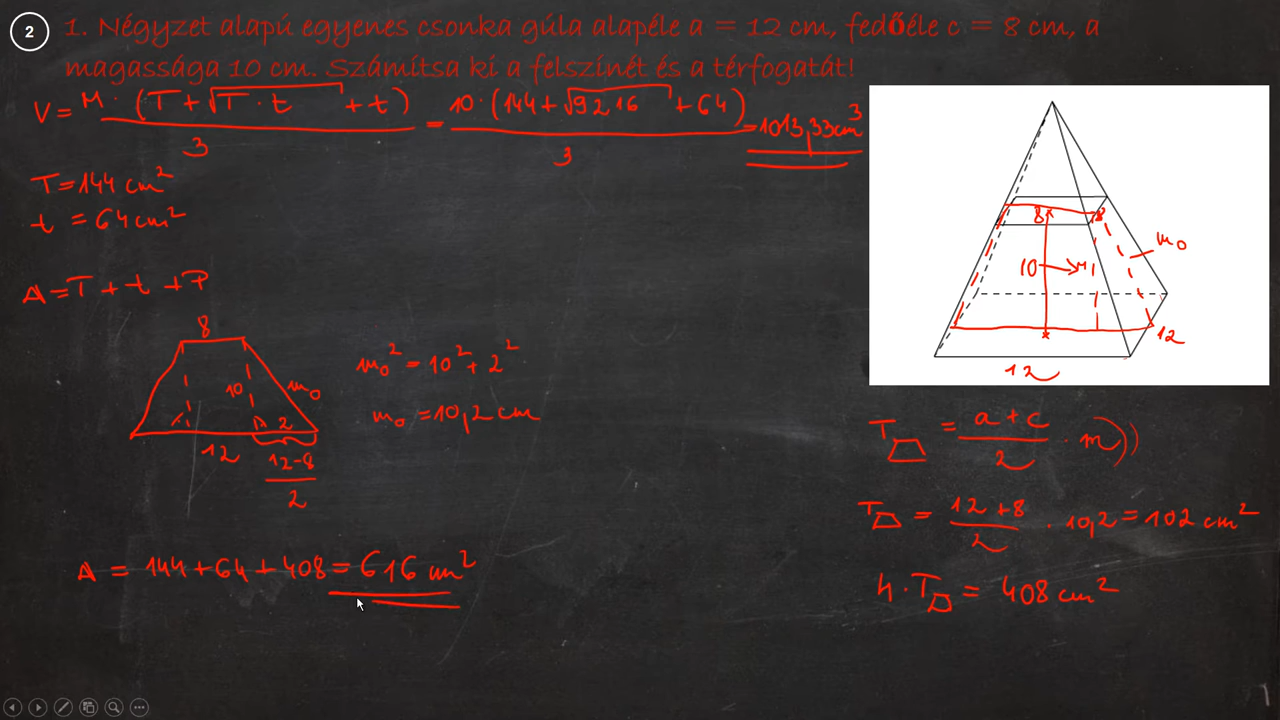 2
1. Négyzet alapú egyenes csonka gúla alapéle a = 12 cm, fedőéle c = 8 cm, a
magassága 10 cm. Számítsa ki a felszínét és a térfogatát!
V = M · (T + √T · t + t) / 3 = 10 · (144 + √9216 + 64) / 3 = 1013,33 cm³
T = 144 cm²
t = 64 cm²
A = T + t + P
8
10
m₀
2
12
12-8 / 2
m₀² = 10² + 2²
m₀ = 10,2 cm
A = 144 + 64 + 408 = 616 cm²
8
8
10 → M
m₀
12
12
T▱ = a + c / 2 · m
T▱ = 12 + 8 / 2 · 10,2 = 102 cm²
4 · T▱ = 408 cm²